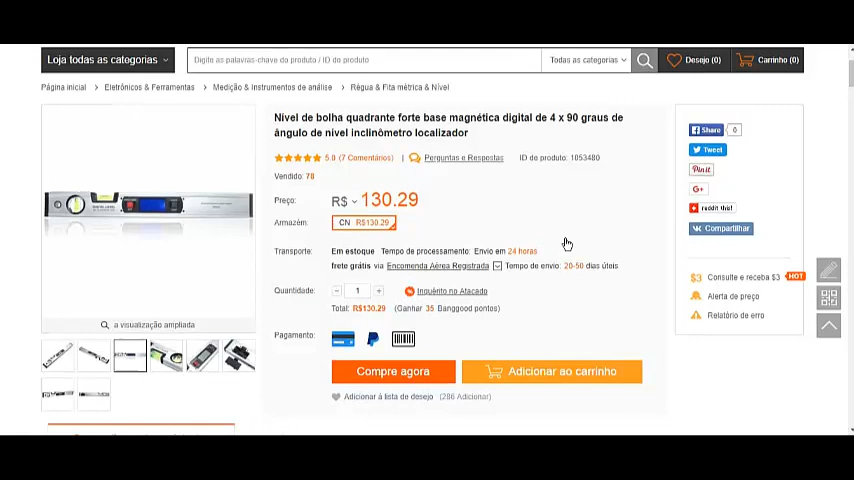 Loja todas as categorias
Digite as palavras-chave do produto / ID do produto
Todas as categorias
Desejo (0)
Carrinho (0)
Página inicial > Eletrônicos & Ferramentas > Medição & Instrumentos de análise > Régua & Fita métrica & Nível
Nivel de bolha quadrante forte base magnética digital de 4 x 90 graus de
ângulo de nível inclinômetro localizador
5.0 (7 Comentários) | Perguntas e Respostas ID do produto: 1053480
Vendido: 78
Preço: R$ 130.29
Armazém: CN R$130.29
Transporte: Em estoque Tempo de processamento: Envio em 24 horas
frete grátis via Encomenda Aérea Registrada Tempo de envio: 20-50 dias úteis
Quantidade: - 1 + Inquérito no Atacado
Total: R$130.29 (Ganhar 35 Banggood pontos)
Pagamento:
PayPal
Compre agora
Adicionar ao carrinho
Adicionar à lista de desejo (286 Adicionar)
a visualização ampliada
Share 0
Tweet
Pinit
G+
reddit this!
Compartilhar
$3 Consulte e receba $3 HOT
Alerta de preço
Relatório de erro